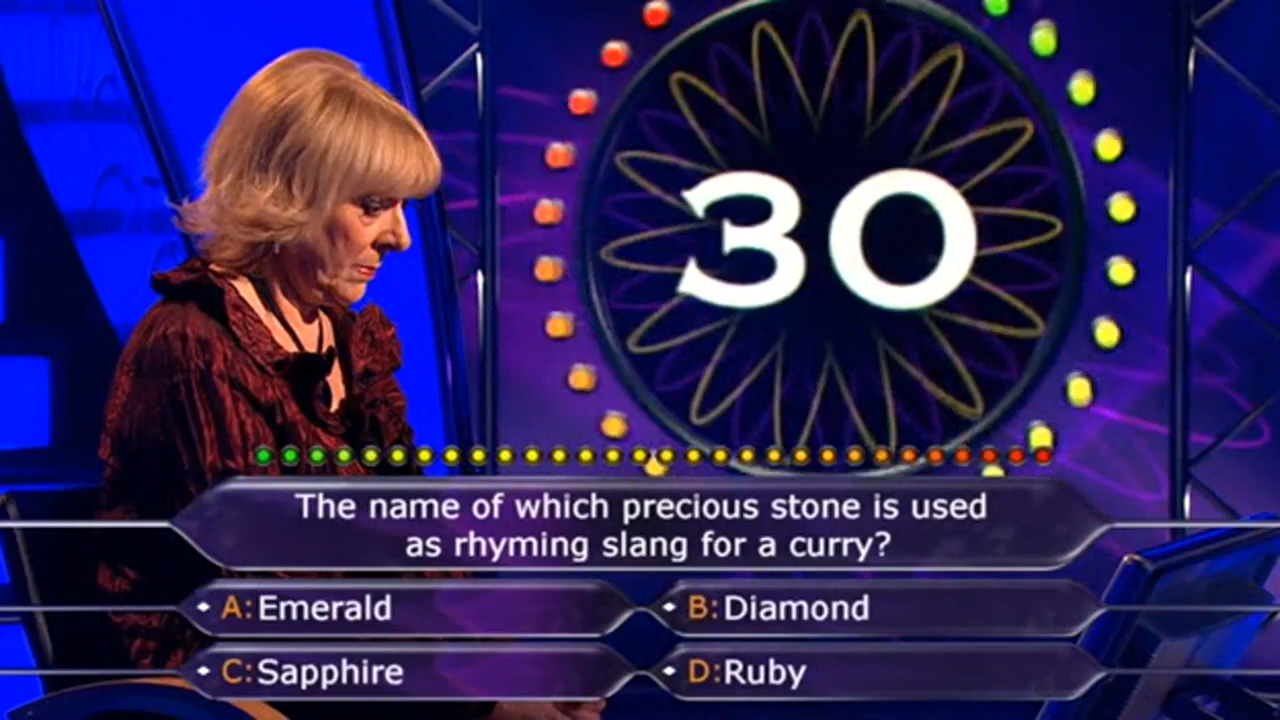 30
The name of which precious stone is used
as rhyming slang for a curry?
A: Emerald
B: Diamond
C: Sapphire
D: Ruby